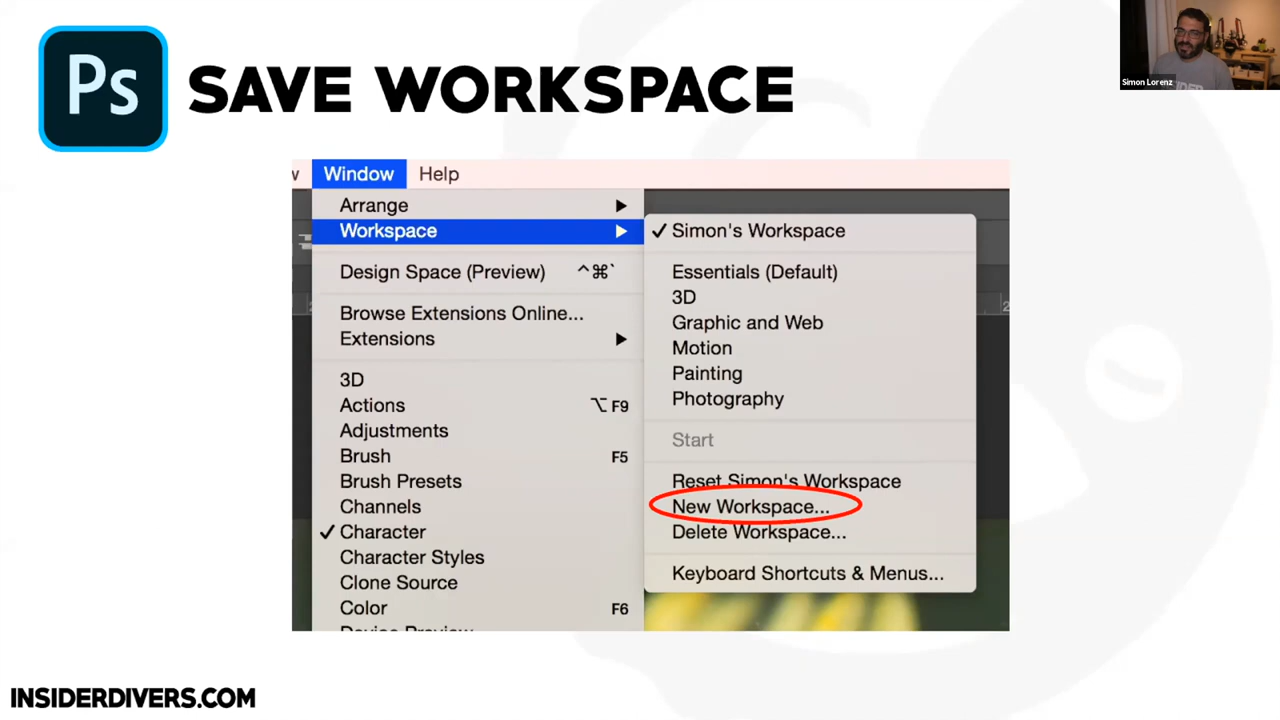 Ps SAVE WORKSPACE
Simon Lorenz
Window Help
Arrange
Workspace
Design Space (Preview) ^⌘`
Browse Extensions Online...
Extensions
3D
Actions ⌥F9
Adjustments
Brush F5
Brush Presets
Channels
✓ Character
Character Styles
Clone Source
Color F6
Device Preview
✓ Simon's Workspace
Essentials (Default)
3D
Graphic and Web
Motion
Painting
Photography
Start
Reset Simon's Workspace
New Workspace...
Delete Workspace...
Keyboard Shortcuts & Menus...
INSIDERDIVERS.COM